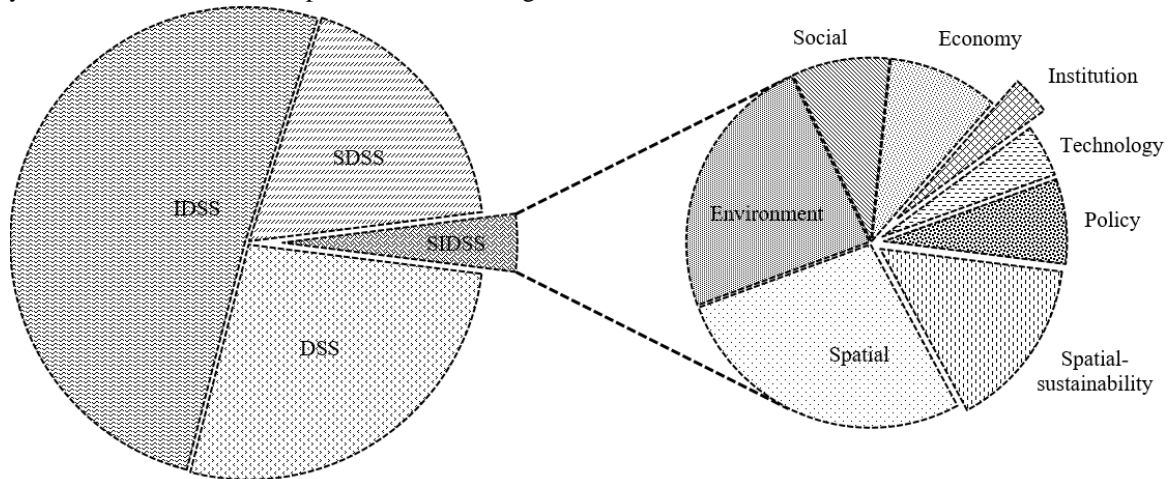 Social
Economy
Institution
SDSS
Technology
IDSS
Environment
Policy
SIDSS
DSS
Spatial
Spatial-
sustainability